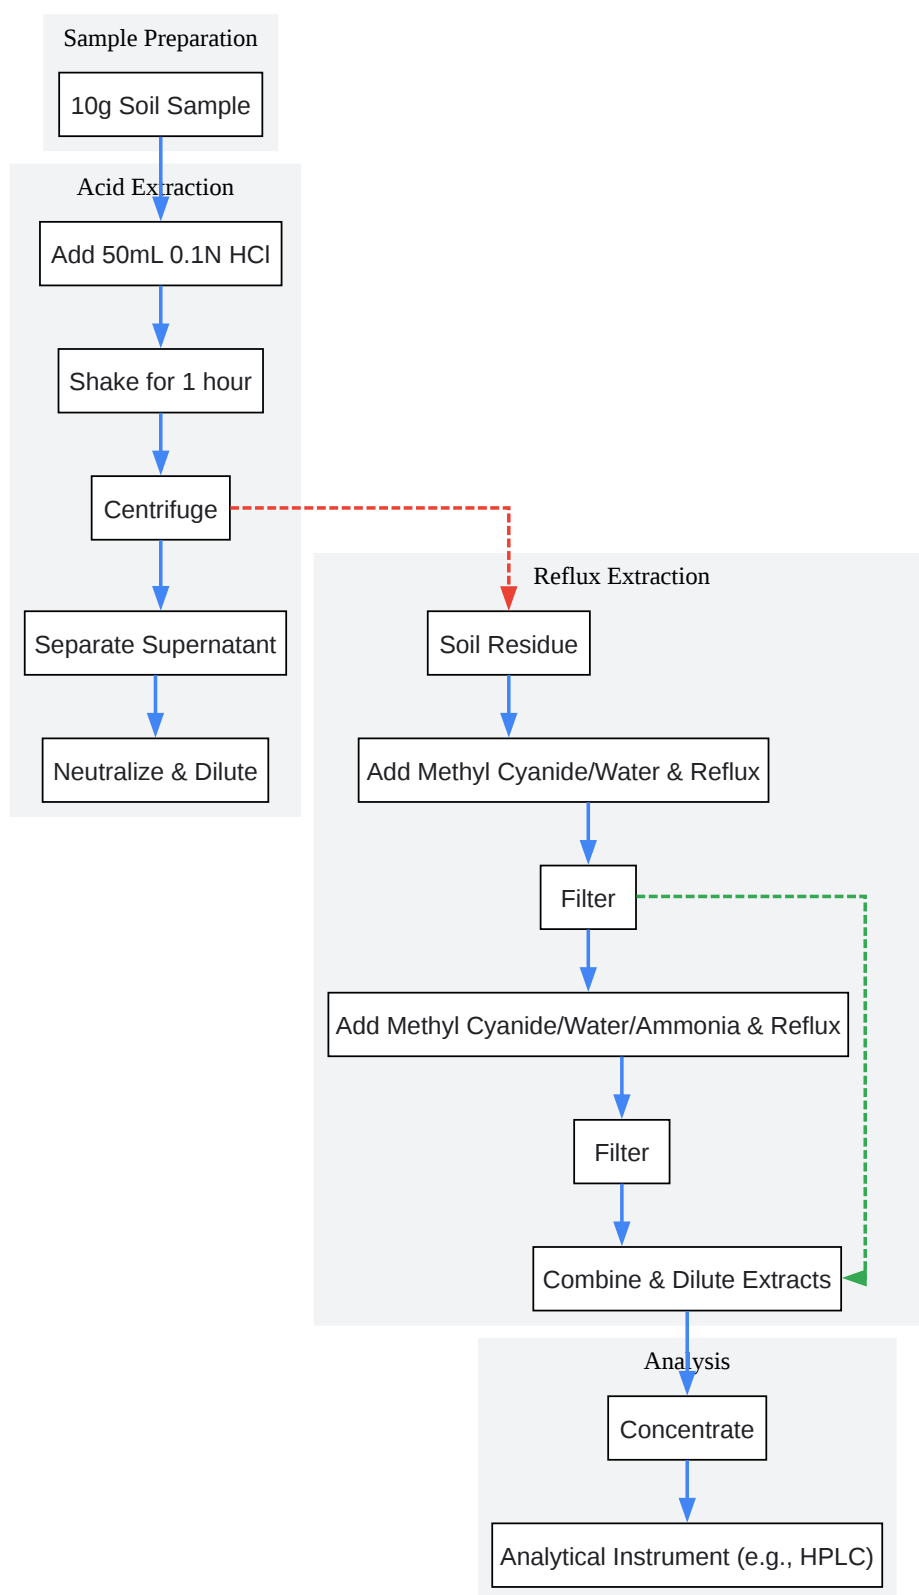 Sample Preparation
10g Soil Sample
Acid Extraction
Add 50mL 0.1N HCl
Shake for 1 hour
Centrifuge
Separate Supernatant
Neutralize & Dilute
Reflux Extraction
Soil Residue
Add Methyl Cyanide/Water & Reflux
Filter
Add Methyl Cyanide/Water/Ammonia & Reflux
Filter
Combine & Dilute Extracts
Analysis
Concentrate
Analytical Instrument (e.g., HPLC)